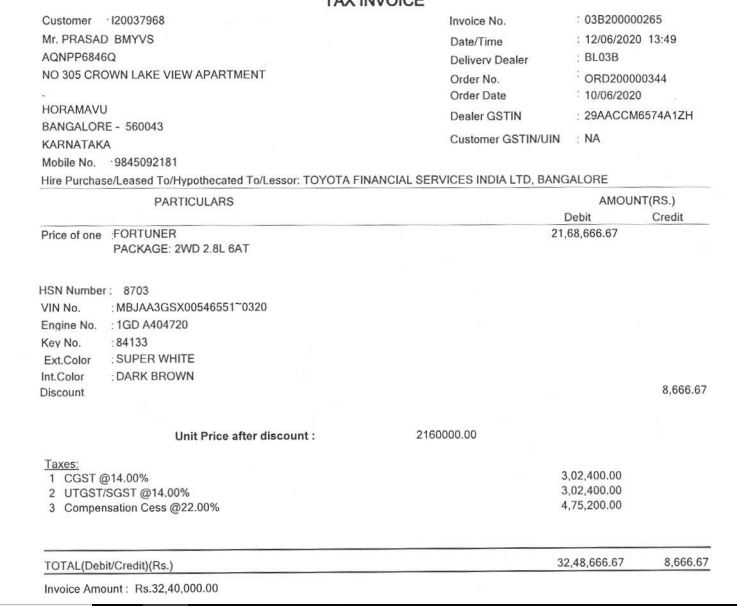 TAX INVOICE
Customer : I20037968
Invoice No. : 03B200000265
Mr. PRASAD BMYVS
Date/Time : 12/06/2020 13:49
AQNPP6846Q
Delivery Dealer : BL03B
NO 305 CROWN LAKE VIEW APARTMENT
Order No. : ORD200000344
.
Order Date : 10/06/2020
HORAMAVU
Dealer GSTIN : 29AACCM6574A1ZH
BANGALORE - 560043
Customer GSTIN/UIN : NA
KARNATAKA
Mobile No. : 9845092181
Hire Purchase/Leased To/Hypothecated To/Lessor: TOYOTA FINANCIAL SERVICES INDIA LTD, BANGALORE
PARTICULARS AMOUNT(RS.)
Debit Credit
Price of one : FORTUNER 21,68,666.67
PACKAGE: 2WD 2.8L 6AT
HSN Number : 8703
VIN No. : MBJAA3GSX00546551~0320
Engine No. : 1GD A404720
Key No. : 84133
Ext.Color : SUPER WHITE
Int.Color : DARK BROWN
Discount 8,666.67
Unit Price after discount : 2160000.00
Taxes:
1 CGST @14.00% 3,02,400.00
2 UTGST/SGST @14.00% 3,02,400.00
3 Compensation Cess @22.00% 4,75,200.00
TOTAL(Debit/Credit)(Rs.) 32,48,666.67 8,666.67
Invoice Amount : Rs.32,40,000.00